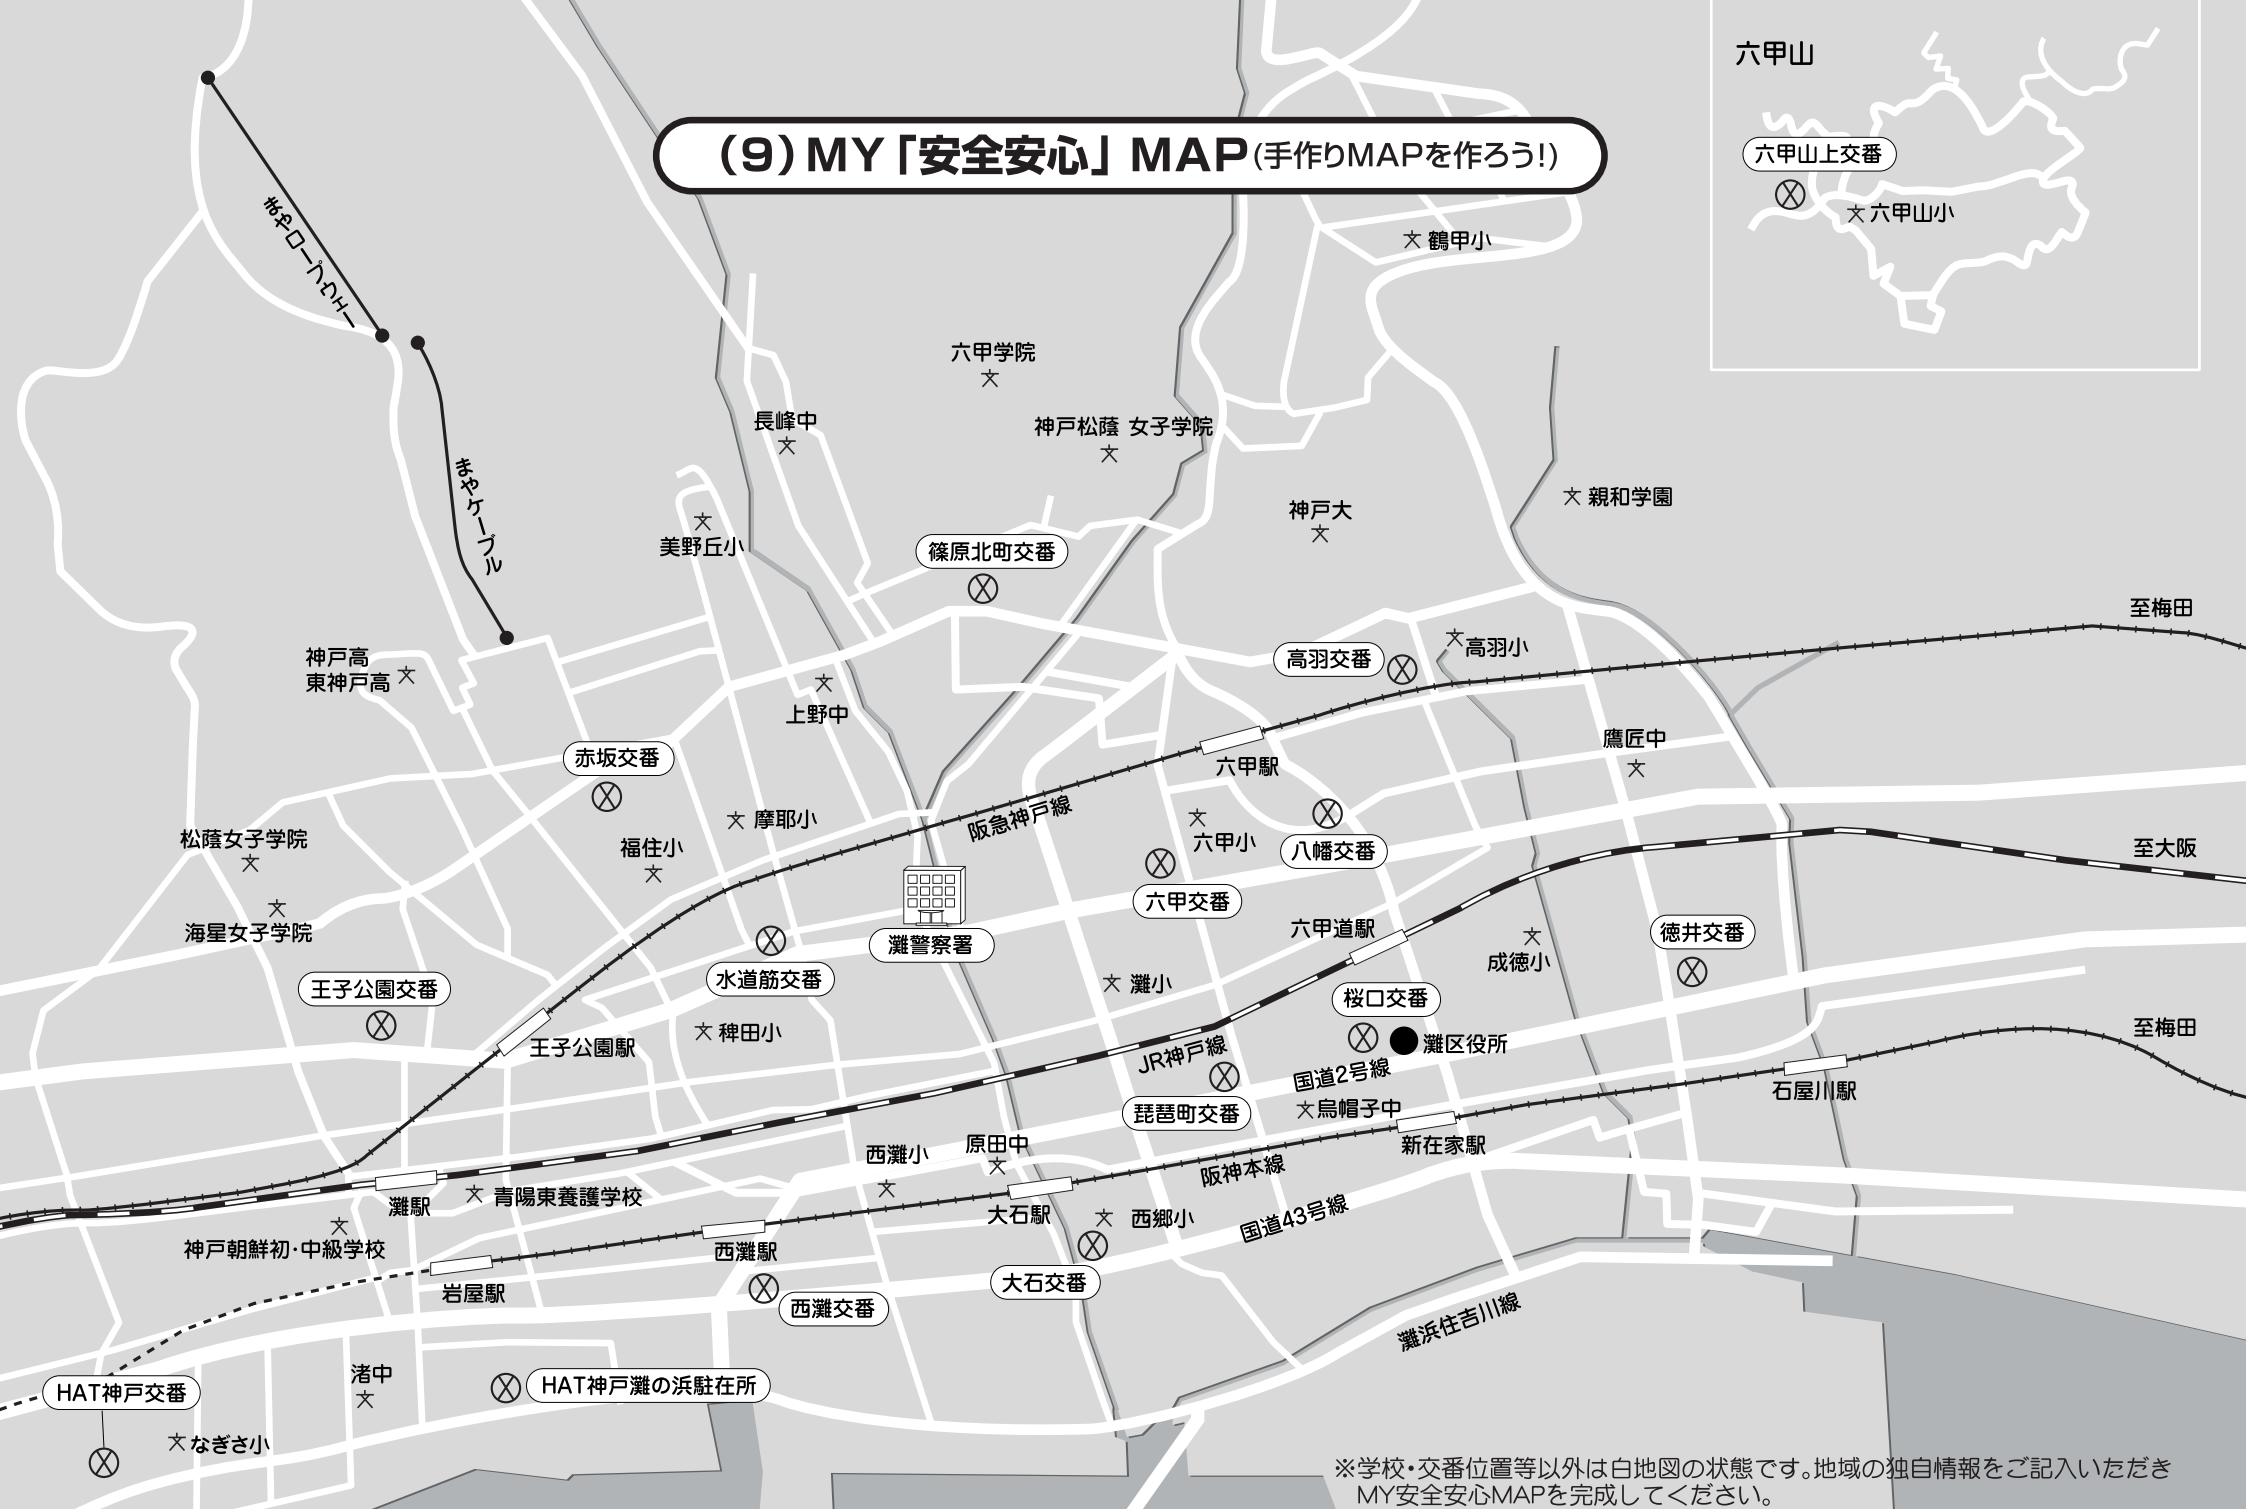 六甲山
(9)MY「安全安心」MAP(手作りMAPを作ろう!)
六甲山上交番
六甲山小
まやロープウェー
鶴甲小
六甲学院
長峰中
神戸松蔭 女子学院
まやケーブル
親和学園
神戸大
美野丘小
篠原北町交番
至梅田
高羽小
神戸高
東神戸高
高羽交番
上野中
鷹匠中
赤坂交番
六甲駅
阪急神戸線
摩耶小
松蔭女子学院
福住小
六甲小
八幡交番
至大阪
六甲交番
海星女子学院
灘警察署
六甲道駅
徳井交番
成徳小
王子公園交番
水道筋交番
灘小
桜口交番
至梅田
稗田小
王子公園駅
灘区役所
JR神戸線
国道2号線
石屋川駅
琵琶町交番
烏帽子中
原田中
西灘小
新在家駅
阪神本線
青陽東養護学校
灘駅
大石駅
西郷小
国道43号線
神戸朝鮮初・中級学校
西灘駅
大石交番
岩屋駅
西灘交番
灘浜住吉川線
渚中
HAT神戸交番
HAT神戸灘の浜駐在所
なぎさ小
※学校・交番位置等以外は白地図の状態です。地域の独自情報をご記入いただき
MY安全安心MAPを完成してください。